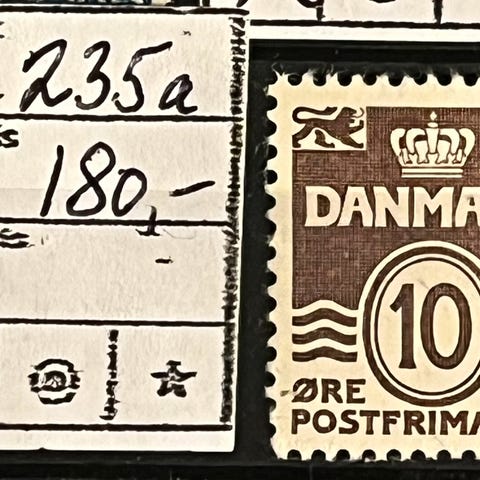 235a
180,-
-
DANMA
10
ØRE
POSTFRIMA